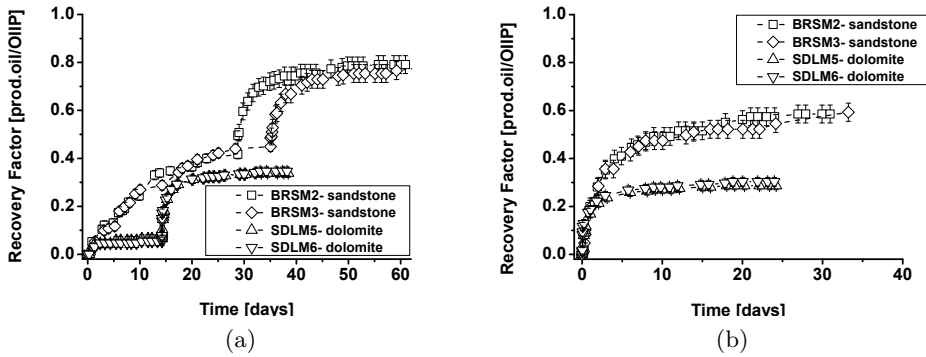 Recovery Factor [prod.oil/OIIP]
1.0
0.8
0.6
0.4
0.2
0.0
BRSM2- sandstone
BRSM3- sandstone
SDLM5- dolomite
SDLM6- dolomite
0 10 20 30 40 50 60
Time [days]
(a)
Recovery Factor [prod.oil/OIIP]
1.0
0.8
0.6
0.4
0.2
0.0
BRSM2- sandstone
BRSM3- sandstone
SDLM5- dolomite
SDLM6- dolomite
0 10 20 30 40
Time [days]
(b)